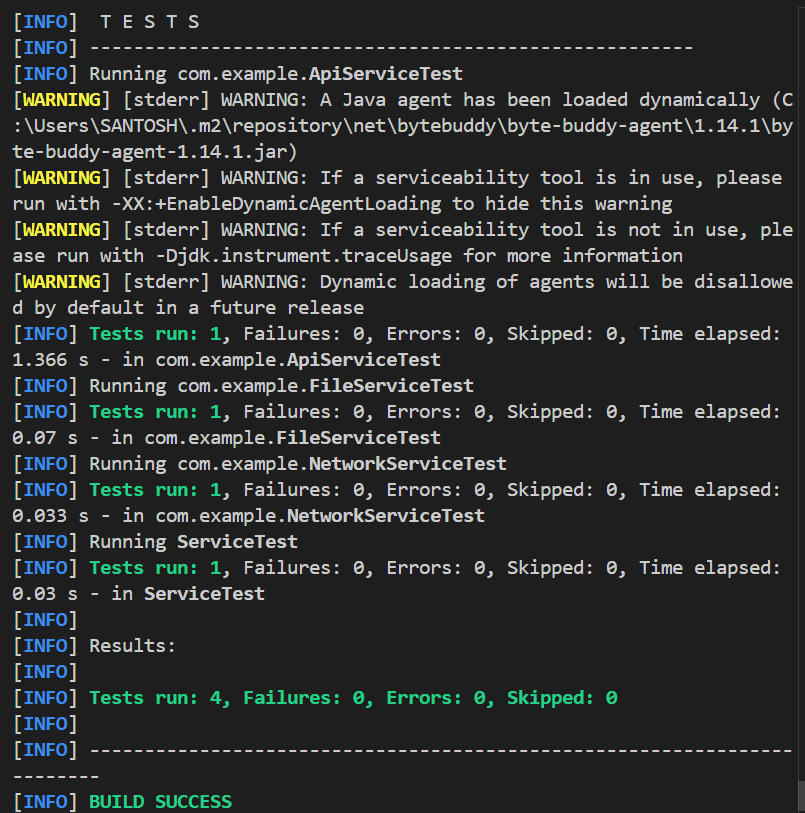 [INFO]  T E S T S
[INFO] -------------------------------------------------------
[INFO] Running com.example.ApiServiceTest
[WARNING] [stderr] WARNING: A Java agent has been loaded dynamically (C
:\Users\SANTOSH\.m2\repository\net\bytebuddy\byte-buddy-agent\1.14.1\by
te-buddy-agent-1.14.1.jar)
[WARNING] [stderr] WARNING: If a serviceability tool is in use, please
run with -XX:+EnableDynamicAgentLoading to hide this warning
[WARNING] [stderr] WARNING: If a serviceability tool is not in use, ple
ase run with -Djdk.instrument.traceUsage for more information
[WARNING] [stderr] WARNING: Dynamic loading of agents will be disallowe
d by default in a future release
[INFO] Tests run: 1, Failures: 0, Errors: 0, Skipped: 0, Time elapsed:
1.366 s - in com.example.ApiServiceTest
[INFO] Running com.example.FileServiceTest
[INFO] Tests run: 1, Failures: 0, Errors: 0, Skipped: 0, Time elapsed:
0.07 s - in com.example.FileServiceTest
[INFO] Running com.example.NetworkServiceTest
[INFO] Tests run: 1, Failures: 0, Errors: 0, Skipped: 0, Time elapsed:
0.033 s - in com.example.NetworkServiceTest
[INFO] Running ServiceTest
[INFO] Tests run: 1, Failures: 0, Errors: 0, Skipped: 0, Time elapsed:
0.03 s - in ServiceTest
[INFO]
[INFO] Results:
[INFO]
[INFO] Tests run: 4, Failures: 0, Errors: 0, Skipped: 0
[INFO]
[INFO] ----------------------------------------------------------------
--------
[INFO] BUILD SUCCESS